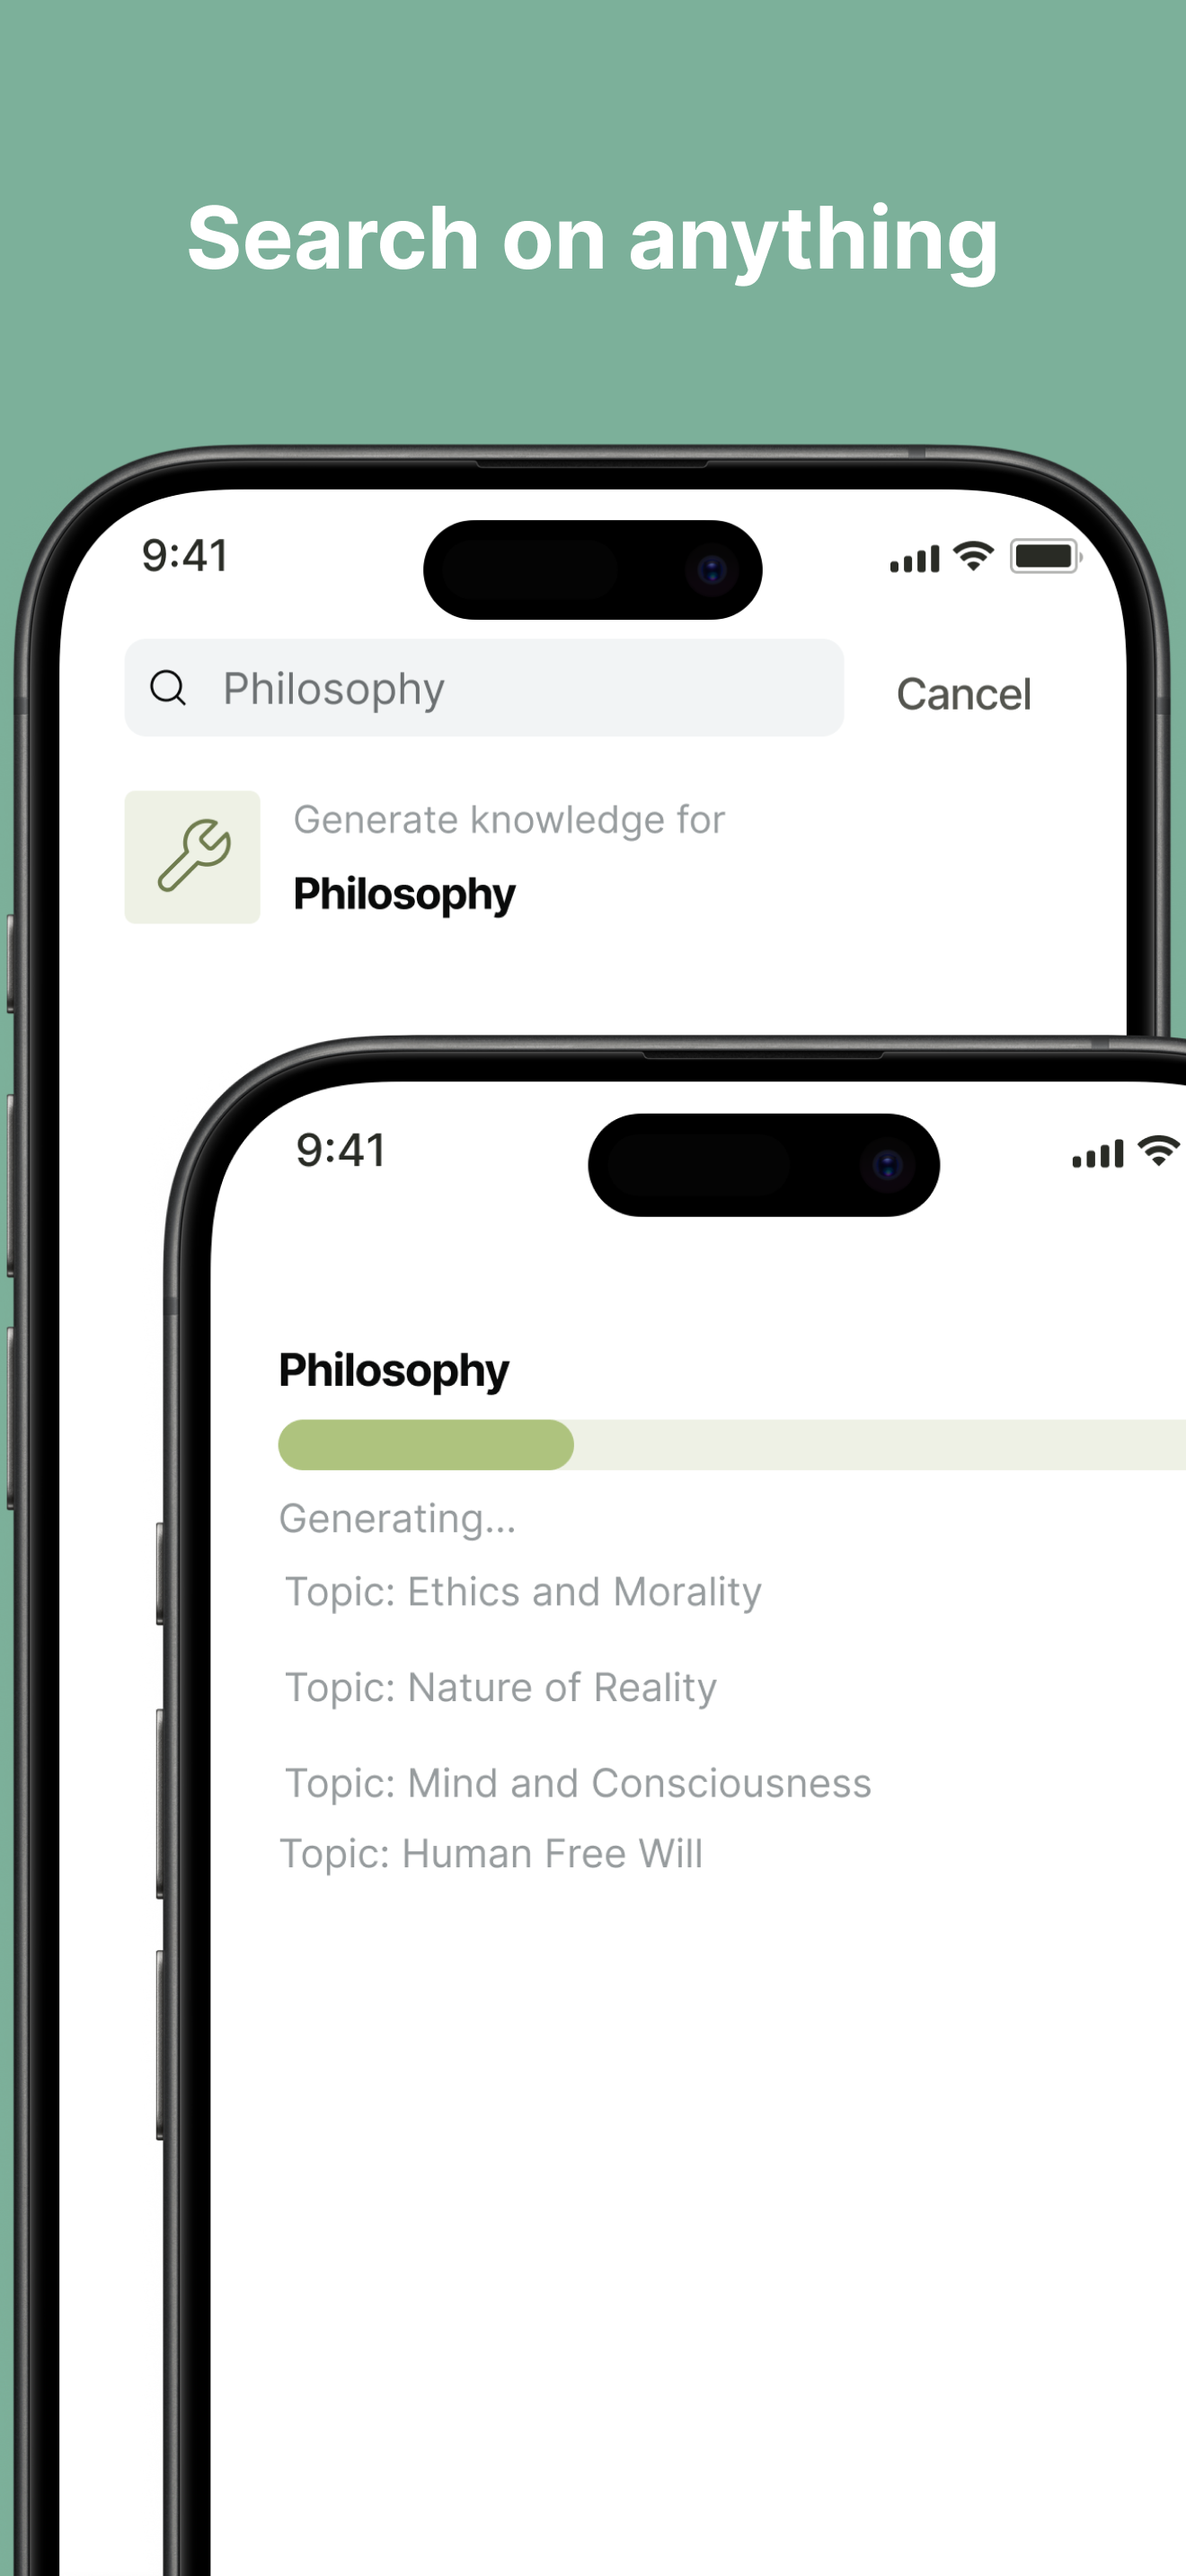 Search on anything
9:41
Philosophy
Cancel
Generate knowledge for
Philosophy
9:41
Philosophy
Generating...
Topic: Ethics and Morality
Topic: Nature of Reality
Topic: Mind and Consciousness
Topic: Human Free Will